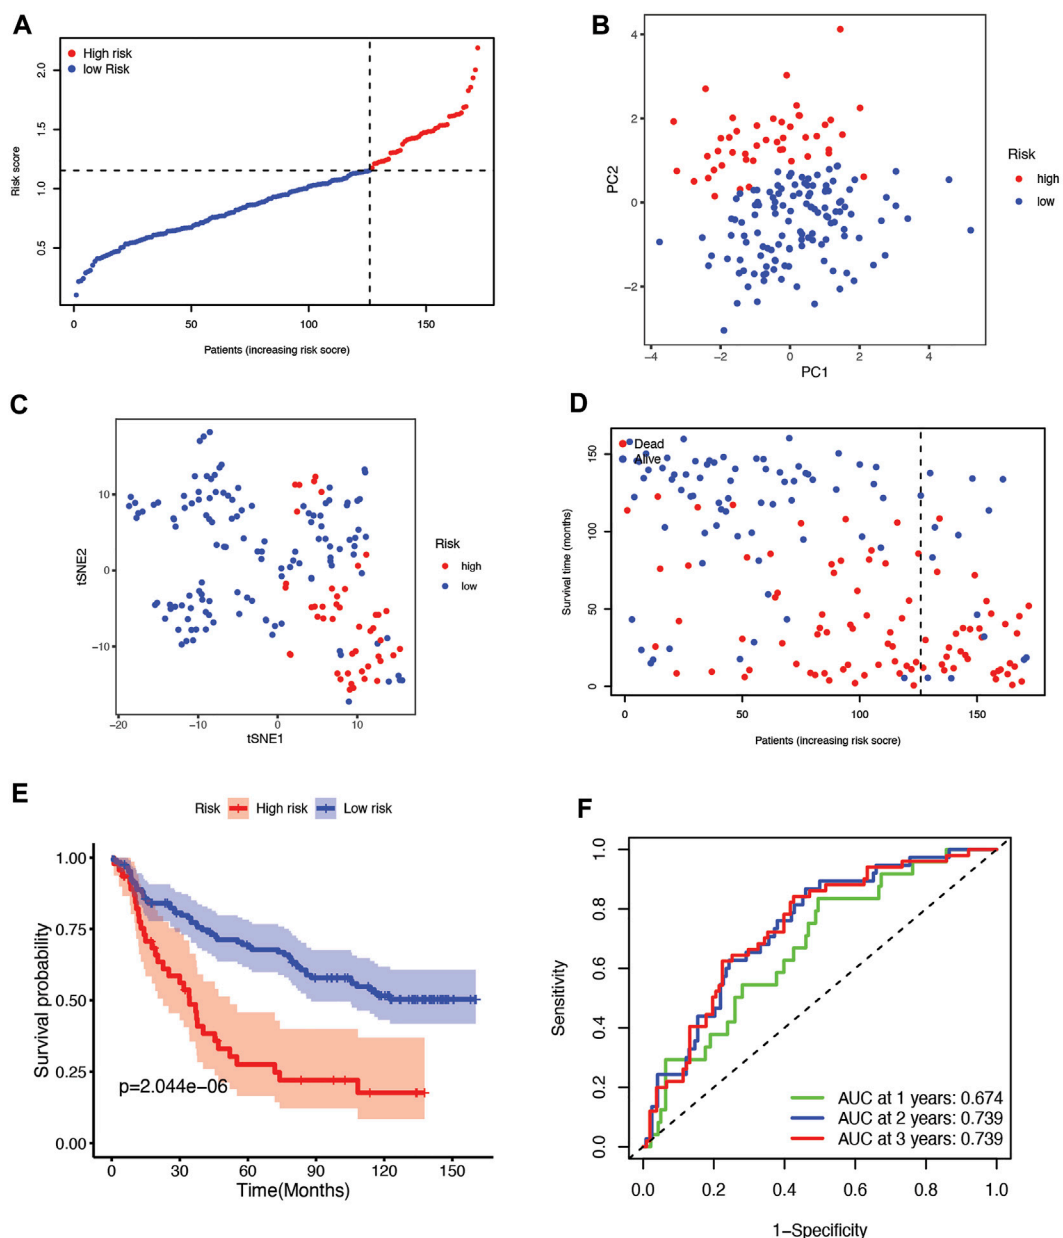 A
High risk
low Risk
Risk score
2.0
1.5
1.0
0.5
0
50
100
150
Patients (increasing risk socre)
B
PC2
4
2
0
−2
−4
−2
0
2
4
PC1
Risk
high
low
C
tSNE2
10
0
−10
−20
−10
0
10
tSNE1
Risk
high
low
D
Dead
Alive
Survival time (months)
150
100
50
0
0
50
100
150
Patients (increasing risk socre)
E
Risk
High risk
Low risk
Survival probability
1.00
0.75
0.50
0.25
0.00
p=2.044e−06
0
30
60
90
120
150
Time(Months)
F
Sensitivity
1.0
0.8
0.6
0.4
0.2
0.0
AUC at 1 years: 0.674
AUC at 2 years: 0.739
AUC at 3 years: 0.739
0.0
0.2
0.4
0.6
0.8
1.0
1−Specificity